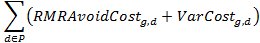 ∑_{d∈P}(RMRAvoidCost_{g,d} + VarCost_{g,d})